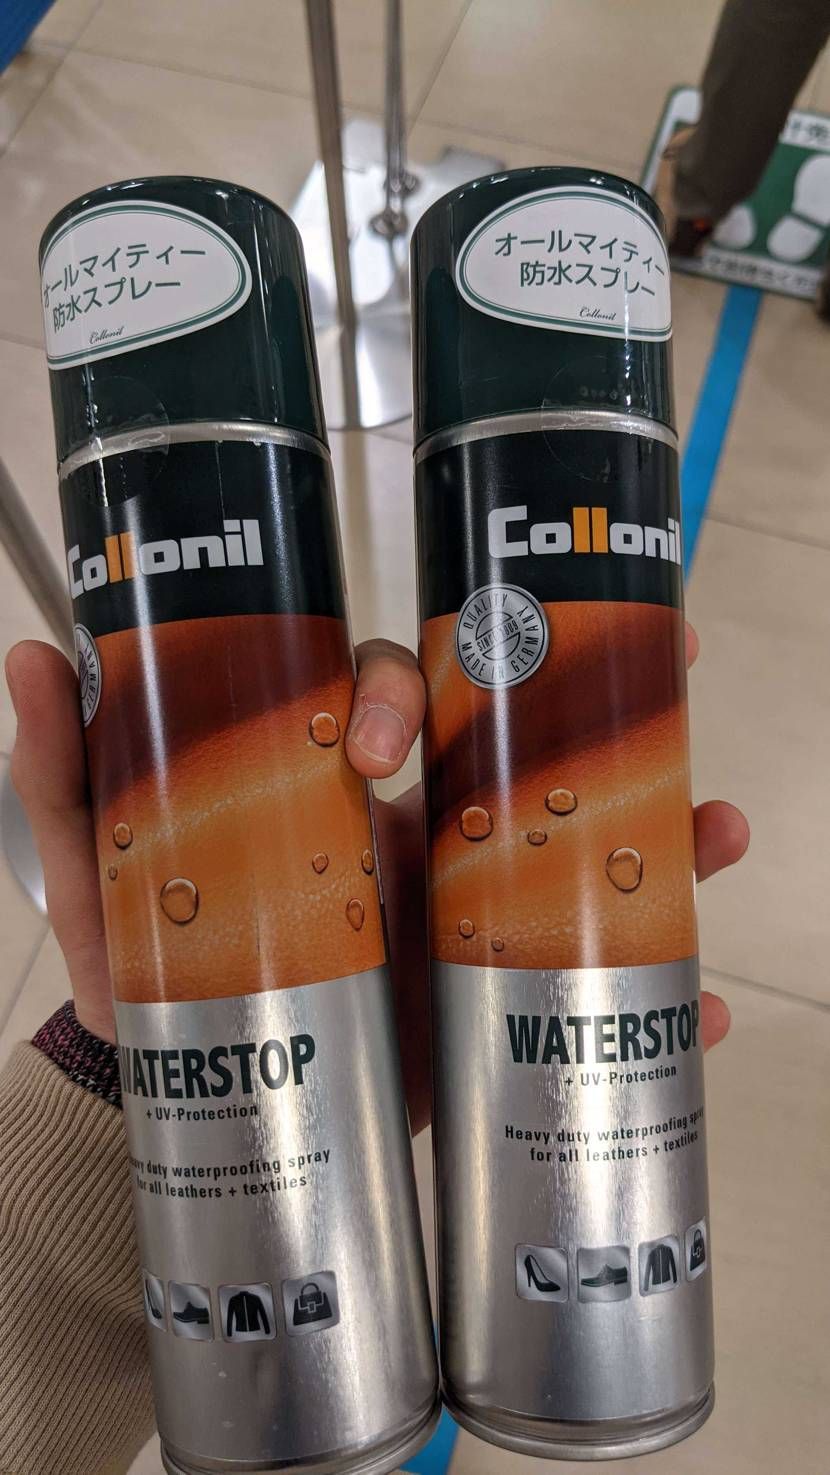 オールマイティー
防水スプレー
Collonil
Collonil
QUALITY
SINCE 1909
MADE IN GERMANY
WATERSTOP
+ UV-Protection
Heavy duty waterproofing spray
for all leathers + textiles
オールマイティー
防水スプレー
Collonil
Collonil
GERMANY
WATERSTOP
+ UV-Protection
duty waterproofing spray
for all leathers + textiles